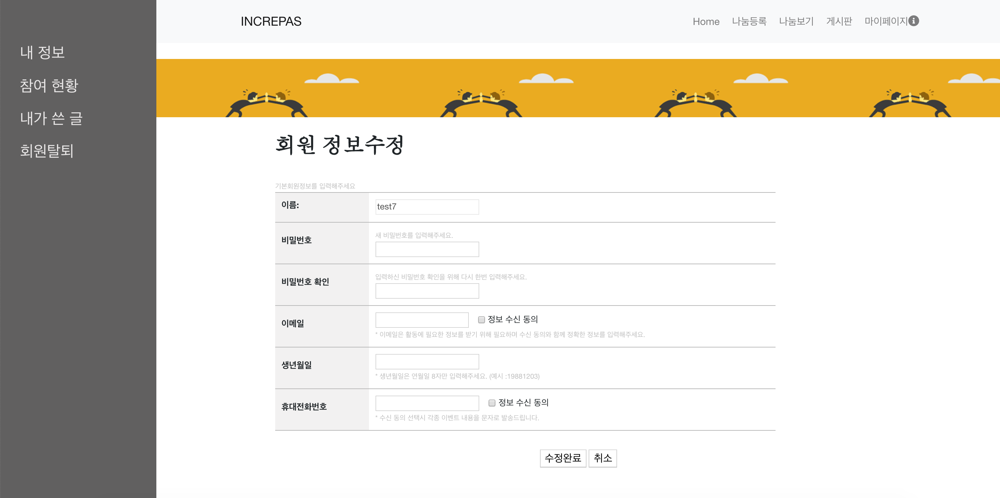 내 정보
참여 현황
내가 쓴 글
회원탈퇴
INCREPAS
Home 나눔등록 나눔보기 게시판 마이페이지
회원 정보수정
기본회원정보를 입력해주세요
이름: test7
비밀번호
새 비밀번호를 입력해주세요.
비밀번호 확인
입력하신 비밀번호 확인을 위해 다시 한번 입력해주세요.
이메일
정보 수신 동의
* 이메일은 활동에 필요한 정보를 받기 위해 필요하며 수신 동의와 함께 정확한 정보를 입력해주세요.
생년월일
* 생년월일은 연월일 8자만 입력해주세요. (예시 :19881203)
휴대전화번호
정보 수신 동의
* 수신 동의 선택시 각종 이벤트 내용을 문자로 발송드립니다.
수정완료 취소